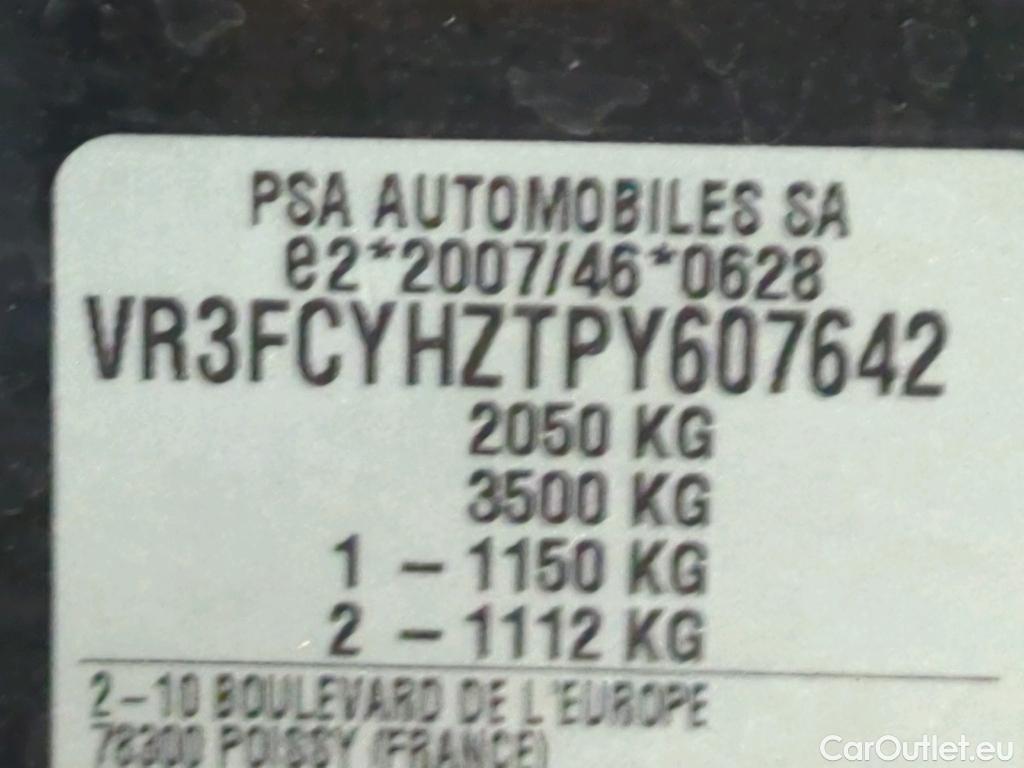 PSA AUTOMOBILES SA
e2*2007/46*0628
VR3FCYHZTPY607642
2050 KG
3500 KG
1 - 1150 KG
2 - 1112 KG
2-10 BOULEVARD DE L'EUROPE
78300 POISSY (FRANCE)
CarOutlet.eu